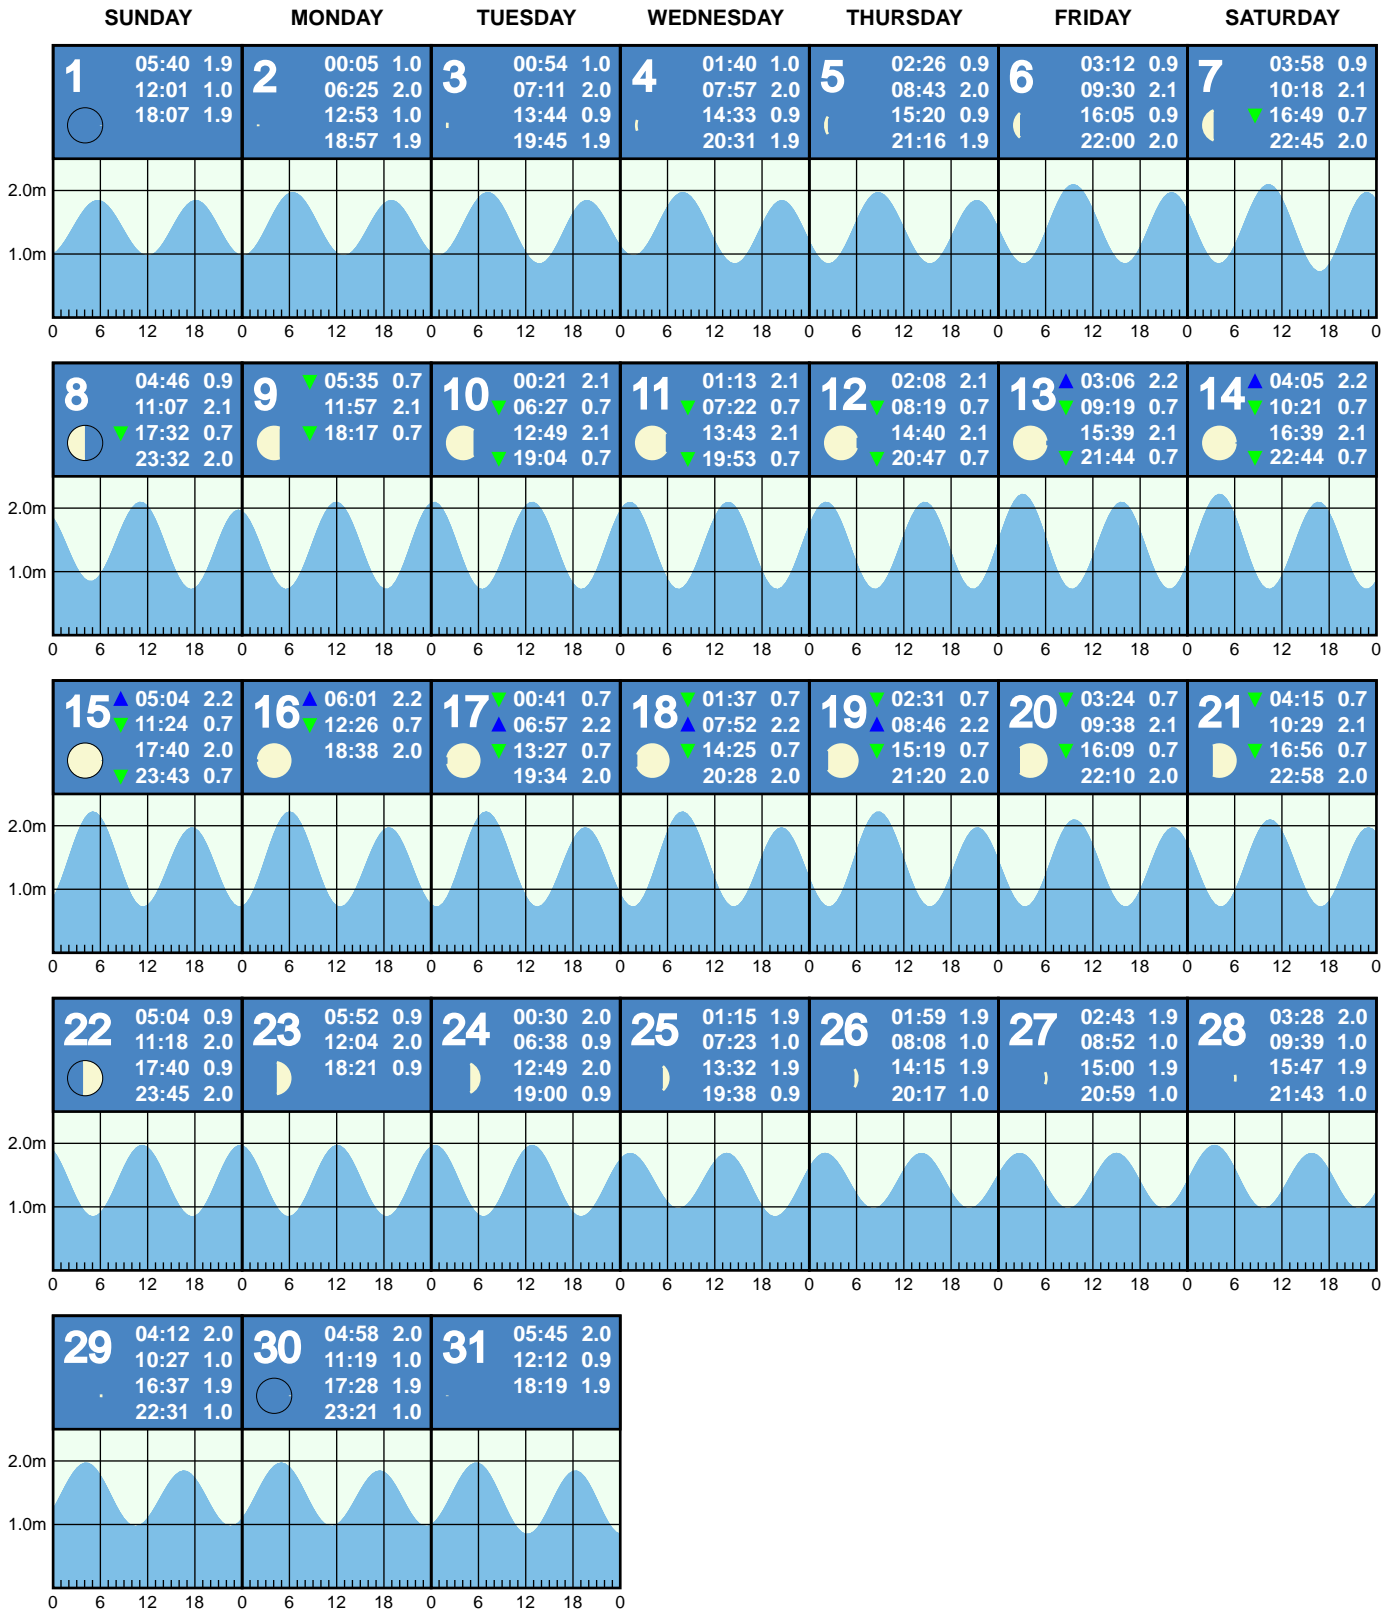 SUNDAY MONDAY TUESDAY WEDNESDAY THURSDAY FRIDAY SATURDAY
1 05:40 1.9
12:01 1.0
18:07 1.9
2 00:05 1.0
06:25 2.0
12:53 1.0
18:57 1.9
3 00:54 1.0
07:11 2.0
13:44 0.9
19:45 1.9
4 01:40 1.0
07:57 2.0
14:33 0.9
20:31 1.9
5 02:26 0.9
08:43 2.0
15:20 0.9
21:16 1.9
6 03:12 0.9
09:30 2.1
16:05 0.9
22:00 2.0
7 03:58 0.9
10:18 2.1
16:49 0.7
22:45 2.0
2.0m
1.0m
0 6 12 18 0 6 12 18 0 6 12 18 0 6 12 18 0 6 12 18 0 6 12 18 0 6 12 18 0
8 04:46 0.9
11:07 2.1
17:32 0.7
23:32 2.0
9 05:35 0.7
11:57 2.1
18:17 0.7
10 00:21 2.1
06:27 0.7
12:49 2.1
19:04 0.7
11 01:13 2.1
07:22 0.7
13:43 2.1
19:53 0.7
12 02:08 2.1
08:19 0.7
14:40 2.1
20:47 0.7
13 03:06 2.2
09:19 0.7
15:39 2.1
21:44 0.7
14 04:05 2.2
10:21 0.7
16:39 2.1
22:44 0.7
2.0m
1.0m
0 6 12 18 0 6 12 18 0 6 12 18 0 6 12 18 0 6 12 18 0 6 12 18 0 6 12 18 0
15 05:04 2.2
11:24 0.7
17:40 2.0
23:43 0.7
16 06:01 2.2
12:26 0.7
18:38 2.0
17 00:41 0.7
06:57 2.2
13:27 0.7
19:34 2.0
18 01:37 0.7
07:52 2.2
14:25 0.7
20:28 2.0
19 02:31 0.7
08:46 2.2
15:19 0.7
21:20 2.0
20 03:24 0.7
09:38 2.1
16:09 0.7
22:10 2.0
21 04:15 0.7
10:29 2.1
16:56 0.7
22:58 2.0
2.0m
1.0m
0 6 12 18 0 6 12 18 0 6 12 18 0 6 12 18 0 6 12 18 0 6 12 18 0 6 12 18 0
22 05:04 0.9
11:18 2.0
17:40 0.9
23:45 2.0
23 05:52 0.9
12:04 2.0
18:21 0.9
24 00:30 2.0
06:38 0.9
12:49 2.0
19:00 0.9
25 01:15 1.9
07:23 1.0
13:32 1.9
19:38 0.9
26 01:59 1.9
08:08 1.0
14:15 1.9
20:17 1.0
27 02:43 1.9
08:52 1.0
15:00 1.9
20:59 1.0
28 03:28 2.0
09:39 1.0
15:47 1.9
21:43 1.0
2.0m
1.0m
0 6 12 18 0 6 12 18 0 6 12 18 0 6 12 18 0 6 12 18 0 6 12 18 0 6 12 18 0
29 04:12 2.0
10:27 1.0
16:37 1.9
22:31 1.0
30 04:58 2.0
11:19 1.0
17:28 1.9
23:21 1.0
31 05:45 2.0
12:12 0.9
18:19 1.9
2.0m
1.0m
0 6 12 18 0 6 12 18 0 6 12 18 0